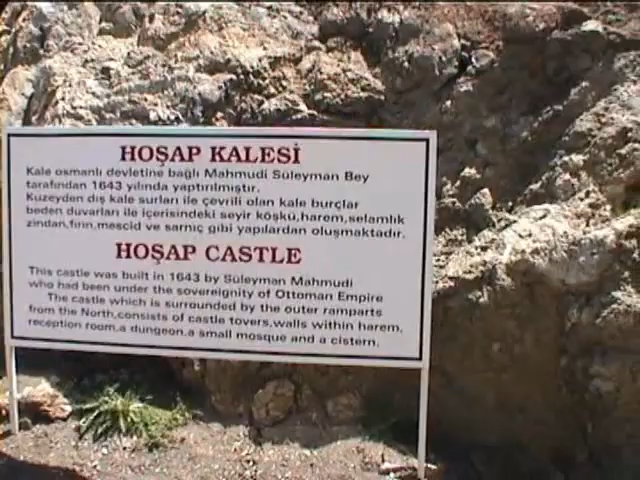 HOŞAP KALESİ
Kale osmanlı devletine bağlı Mahmudi Süleyman Bey
tarafından 1643 yılında yaptırılmıştır.
Kuzeyden dış kale surları ile çevrili olan kale burçlar
beden duvarları ile içerisindeki seyir köşkü,harem,selamlık
zindan,fırın,mescid ve sarnıç gibi yapılardan oluşmaktadır.
HOŞAP CASTLE
This castle was built in 1643 by Süleyman Mahmudi
who had been under the sovereignity of Ottoman Empire
The castle which is surrounded by the outer ramparts
from the North,consists of castle tovers,walls within harem,
reception room,a dungeon,a small mosque and a cistern.